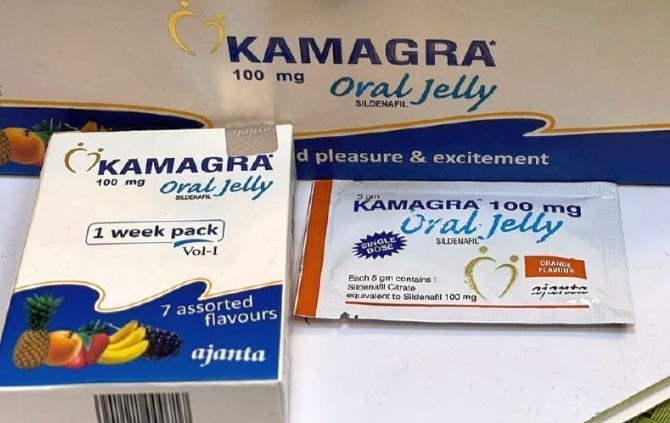 KAMAGRA*
100 mg
Oral Jelly
SILDENAFIL
d pleasure & excitement
ajanta
KAMAGRA*
100 mg
Oral Jelly
SILDENAFIL
1 week pack
Vol-I
7 assorted
flavours
ajanta
5 gm
KAMAGRA 100 mg
Oral Jelly
SILDENAFIL
SINGLE
DOSE
ORANGE
FLAVOUR
Each 5 gm contains :
Sildenafil Citrate
equivalent to Sildenafil 100 mg
ajanta